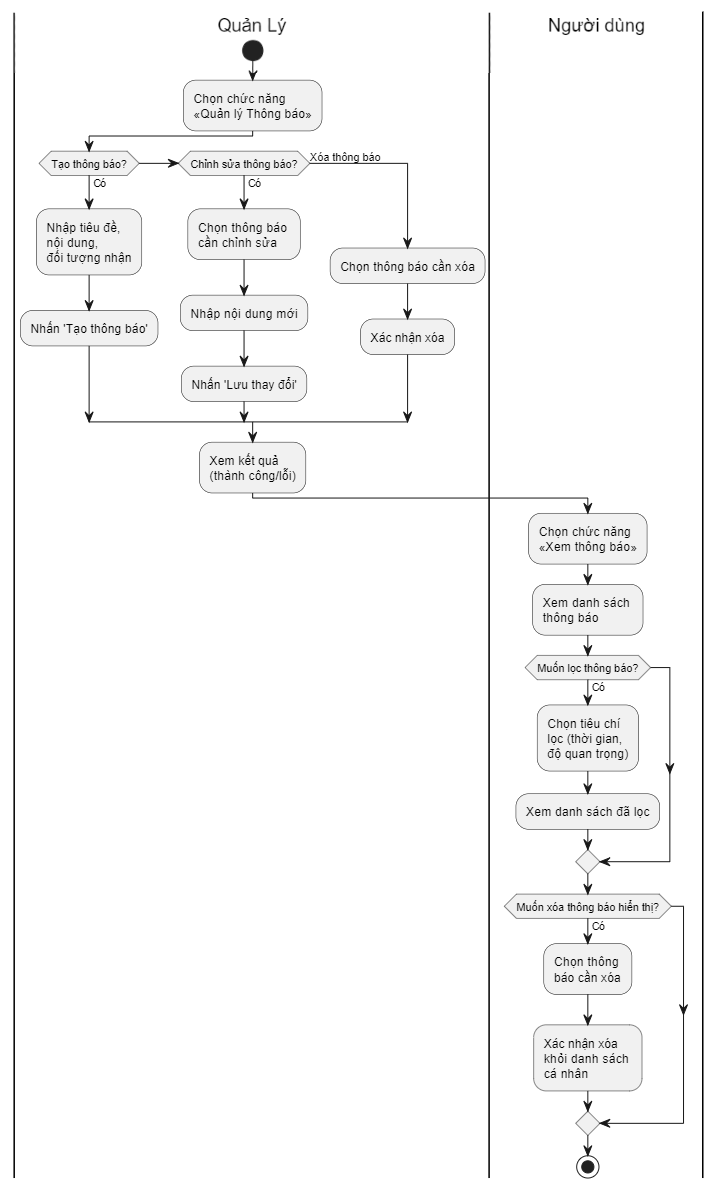 Quản Lý
Người dùng
Chọn chức năng
«Quản lý Thông báo»
Tạo thông báo?
Chỉnh sửa thông báo?
Xóa thông báo
Có
Có
Nhập tiêu đề,
nội dung,
đối tượng nhận
Chọn thông báo
cần chỉnh sửa
Chọn thông báo cần xóa
Nhấn 'Tạo thông báo'
Nhập nội dung mới
Xác nhận xóa
Nhấn 'Lưu thay đổi'
Xem kết quả
(thành công/lỗi)
Chọn chức năng
«Xem thông báo»
Xem danh sách
thông báo
Muốn lọc thông báo?
Có
Chọn tiêu chí
lọc (thời gian,
độ quan trọng)
Xem danh sách đã lọc
Muốn xóa thông báo hiển thị?
Có
Chọn thông
báo cần xóa
Xác nhận xóa
khỏi danh sách
cá nhân